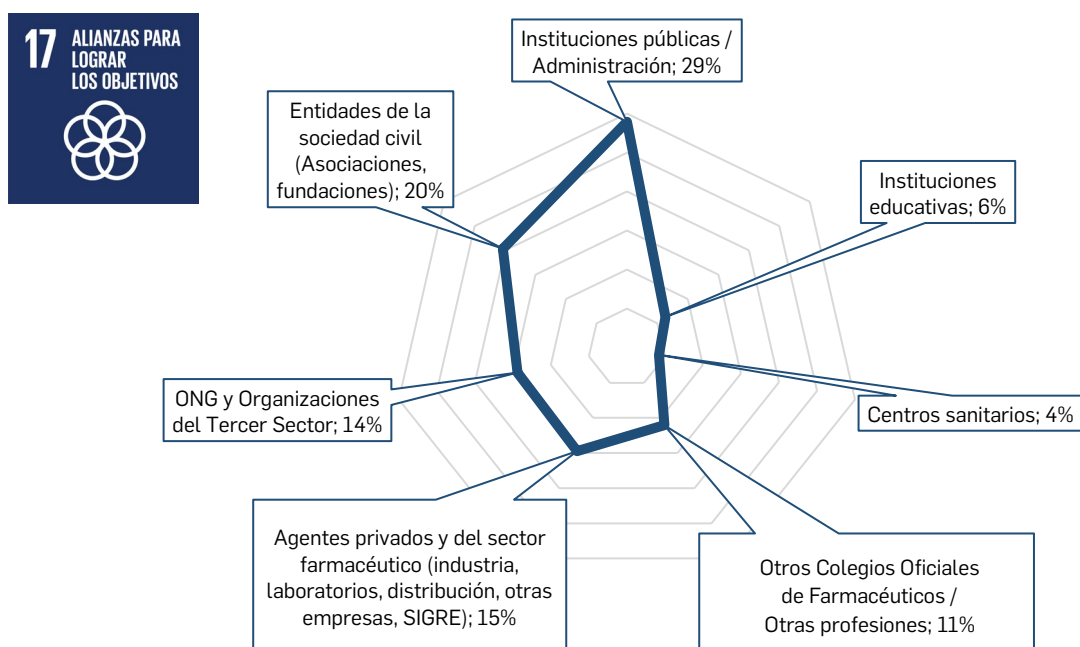 17 ALIANZAS PARA
LOGRAR
LOS OBJETIVOS
Instituciones públicas /
Administración; 29%
Entidades de la
sociedad civil
(Asociaciones,
fundaciones); 20%
Instituciones
educativas; 6%
ONG y Organizaciones
del Tercer Sector; 14%
Centros sanitarios; 4%
Agentes privados y del sector
farmacéutico (industria,
laboratorios, distribución, otras
empresas, SIGRE); 15%
Otros Colegios Oficiales
de Farmacéuticos /
Otras profesiones; 11%